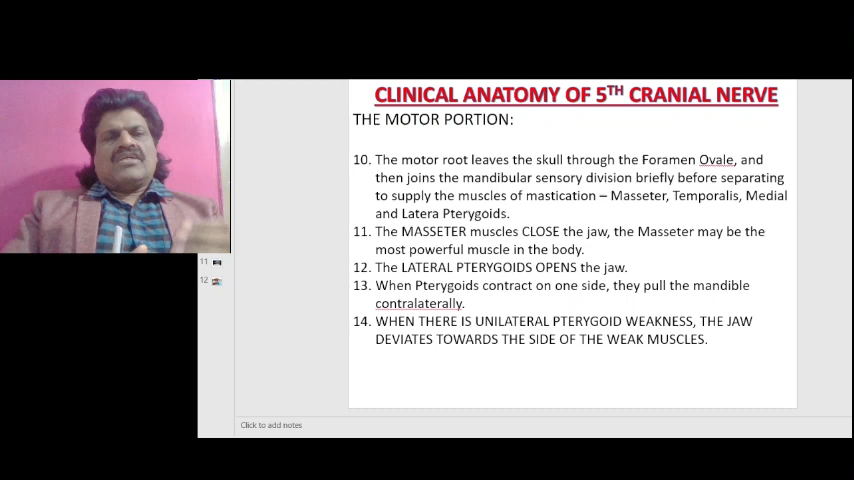 CLINICAL ANATOMY OF 5TH CRANIAL NERVE
THE MOTOR PORTION:
10. The motor root leaves the skull through the Foramen Ovale, and
then joins the mandibular sensory division briefly before separating
to supply the muscles of mastication – Masseter, Temporalis, Medial
and Latera Pterygoids.
11. The MASSETER muscles CLOSE the jaw, the Masseter may be the
most powerful muscle in the body.
12. The LATERAL PTERYGOIDS OPENS the jaw.
13. When Pterygoids contract on one side, they pull the mandible
contralaterally.
14. WHEN THERE IS UNILATERAL PTERYGOID WEAKNESS, THE JAW
DEVIATES TOWARDS THE SIDE OF THE WEAK MUSCLES.
11
12
Click to add notes